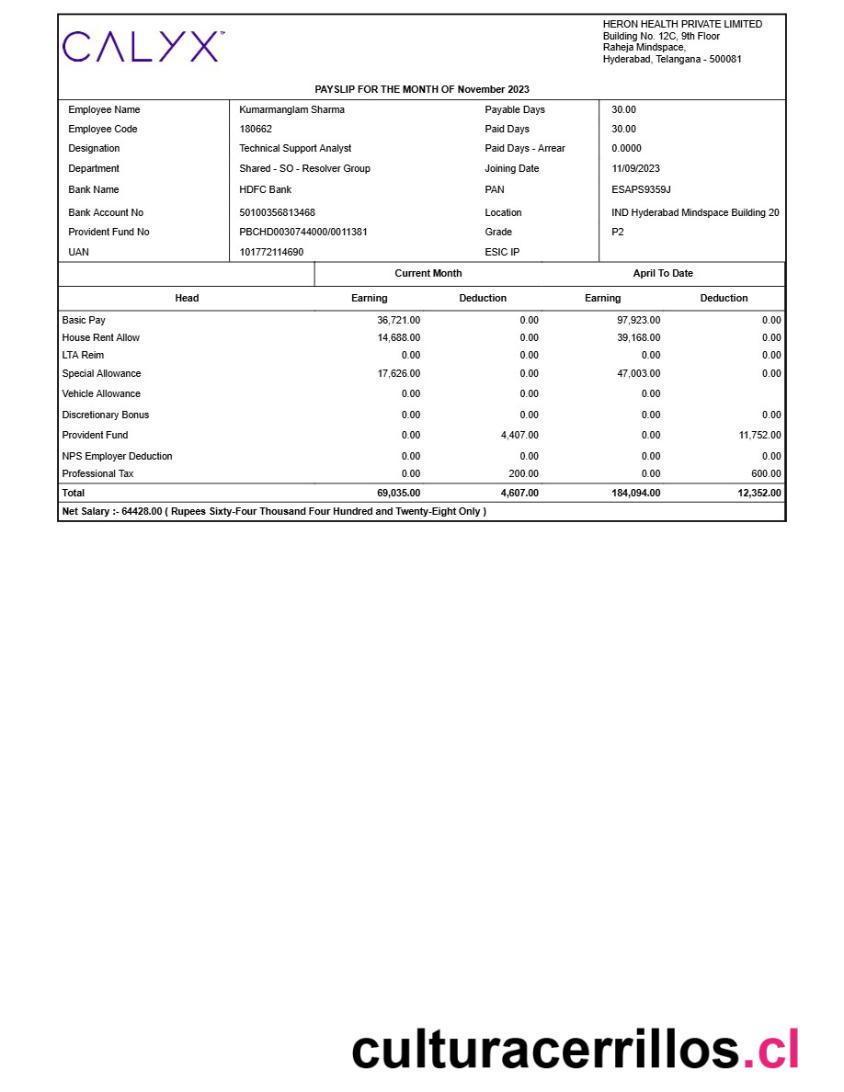 CALYX™
HERON HEALTH PRIVATE LIMITED
Building No. 12C, 9th Floor
Raheja Mindspace,
Hyderabad, Telangana - 500081
PAYSLIP FOR THE MONTH OF November 2023
Employee Name Kumarmanglam Sharma Payable Days 30.00
Employee Code 180662 Paid Days 30.00
Designation Technical Support Analyst Paid Days - Arrear 0.0000
Department Shared - SO - Resolver Group Joining Date 11/09/2023
Bank Name HDFC Bank PAN ESAPS9359J
Bank Account No 50100356813468 Location IND Hyderabad Mindspace Building 20
Provident Fund No PBCHD0030744000/0011381 Grade P2
UAN 101772114690 ESIC IP
Current Month April To Date
Head Earning Deduction Earning Deduction
Basic Pay 36,721.00 0.00 97,923.00 0.00
House Rent Allow 14,688.00 0.00 39,168.00 0.00
LTA Reim 0.00 0.00 0.00 0.00
Special Allowance 17,626.00 0.00 47,003.00 0.00
Vehicle Allowance 0.00 0.00 0.00
Discretionary Bonus 0.00 0.00 0.00 0.00
Provident Fund 0.00 4,407.00 0.00 11,752.00
NPS Employer Deduction 0.00 0.00 0.00 0.00
Professional Tax 0.00 200.00 0.00 600.00
Total 69,035.00 4,607.00 184,094.00 12,352.00
Net Salary :- 64428.00 ( Rupees Sixty-Four Thousand Four Hundred and Twenty-Eight Only )
culturacerrillos.cl